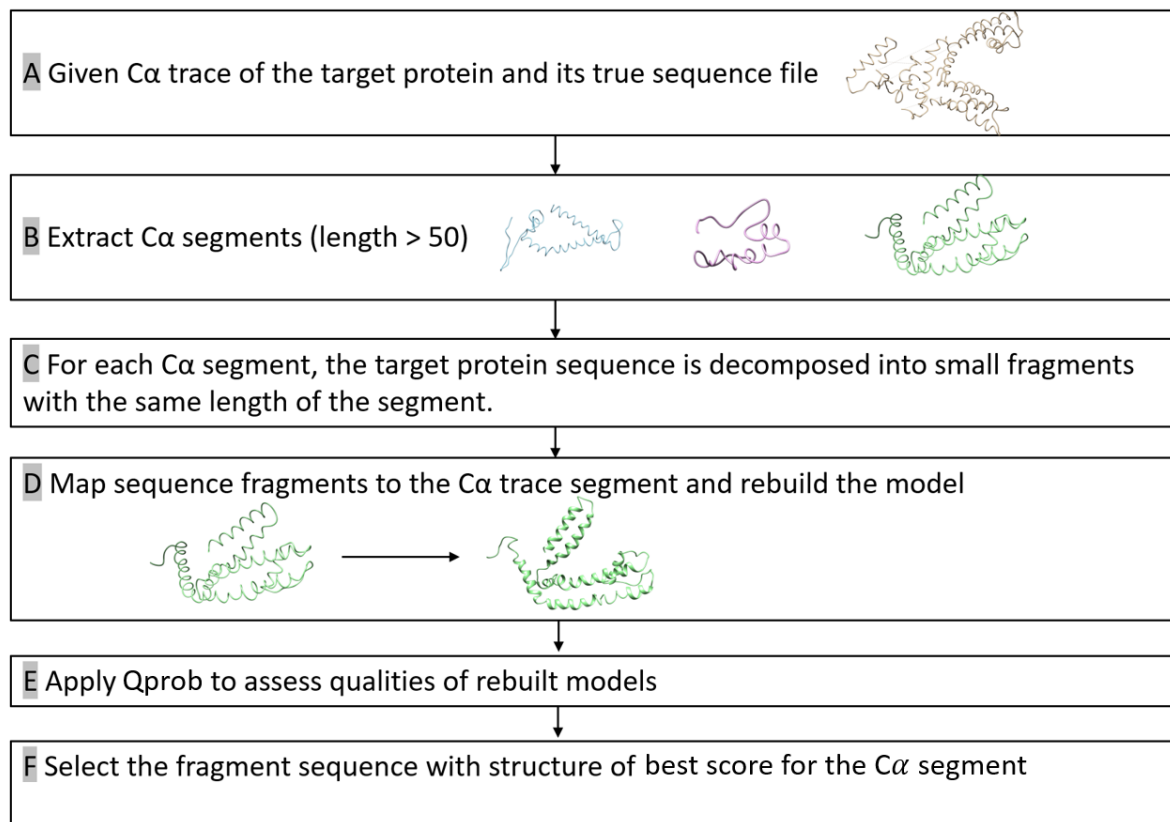 A Given Cα trace of the target protein and its true sequence file
B Extract Cα segments (length > 50)
C For each Cα segment, the target protein sequence is decomposed into small fragments
with the same length of the segment.
D Map sequence fragments to the Cα trace segment and rebuild the model
E Apply Qprob to assess qualities of rebuilt models
F Select the fragment sequence with structure of best score for the C𝛼 segment